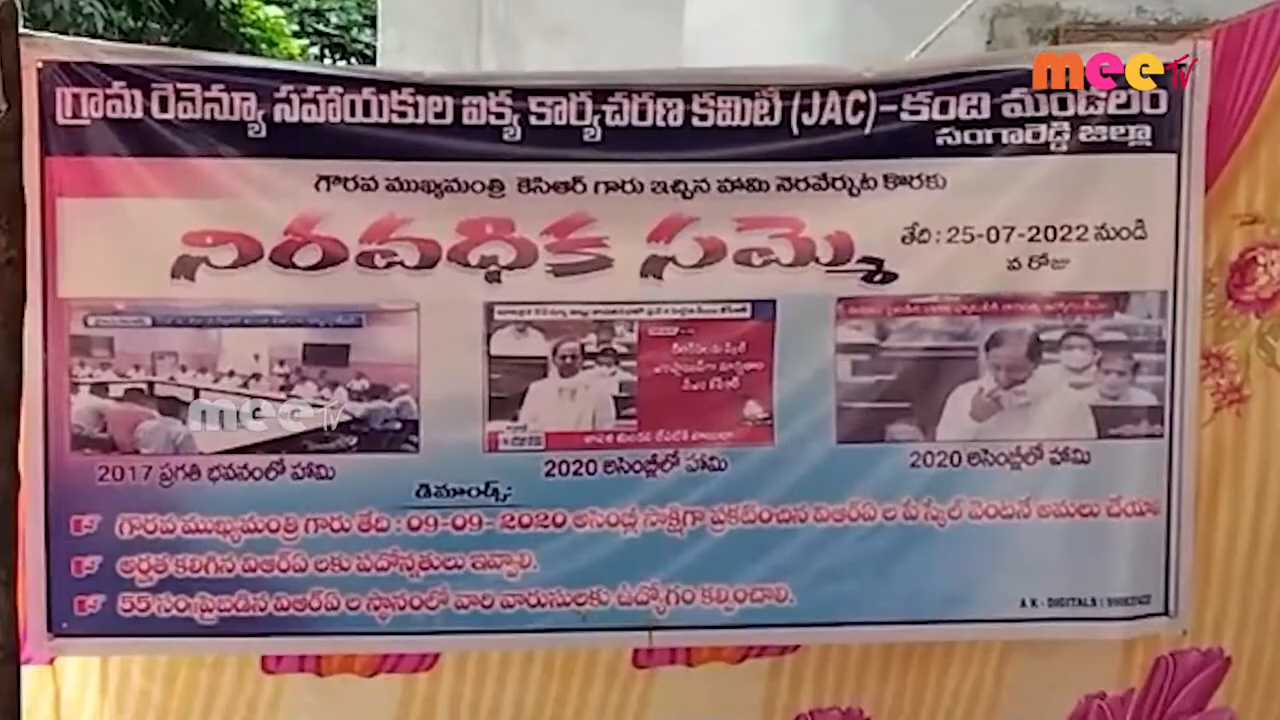 mee TV
గ్రామ రెవెన్యూ సహాయకుల ఐక్య కార్యచరణ కమిటీ (JAC)-కంది మండలం
సంగారెడ్డి జిల్లా
గౌరవ ముఖ్యమంత్రి కెసిఆర్ గారు ఇచ్చిన హామి నెరవేర్చుట కొరకు
నిరవధిక సమ్మె
తేది : 25-07-2022 నుండి
వ రోజు
mee TV
2017 ప్రగతి భవనంలో హామి
2020 అసెంబ్లీలో హామి
2020 అసెంబ్లీలో హామి
డిమాండ్స్:-
గౌరవ ముఖ్యమంత్రి గారు తేది : 09-09-2020 అసెంబ్లీ సాక్షిగా ప్రకటించిన విఆర్ఏ ల పే స్కేల్ వెంటనే అమలు
అర్హత కలిగిన విఆర్ఏ లకు పదోన్నతులు ఇవ్వాలి.
55 సం॥పైబడిన విఆర్ఏ ల స్థానంలో వారి వారుసులకు ఉద్యోగం కల్పించాలి.
A K - DIGITALS